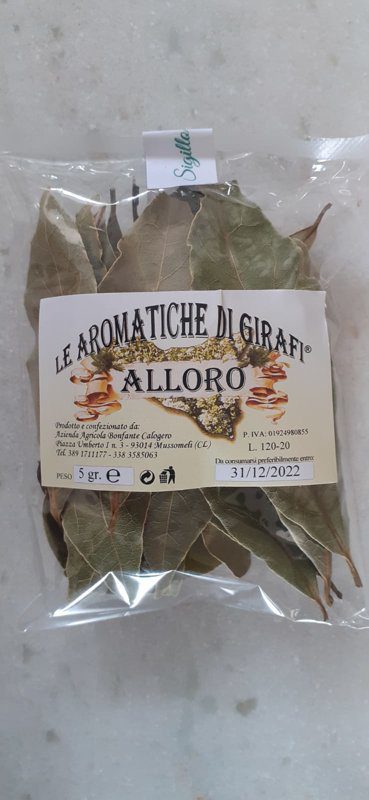 Sigillo
LE AROMATICHE DI GIRAFI®
ALLORO
Prodotto e confezionato da:
Azienda Agricola Bonfante Calogero
Piazza Umberto I n. 3 - 93014 Mussomeli (CL)
Tel. 389 1711177 - 338 3585063
P. IVA: 01924980855
L. 120-20
Da consumarsi preferibilmente entro:
31/12/2022
PESO 5 gr. e